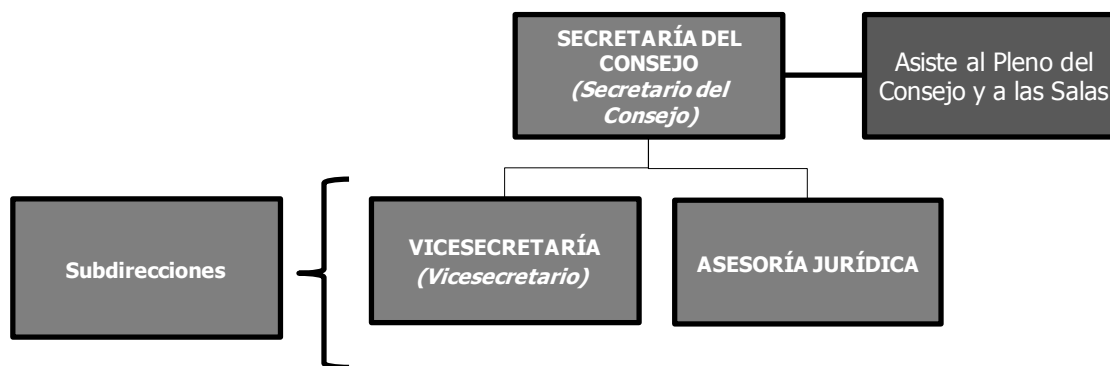 SECRETARÍA DEL
CONSEJO
(Secretario del
Consejo)
Asiste al Pleno del
Consejo y a las Salas
Subdirecciones
VICESECRETARÍA
(Vicesecretario)
ASESORÍA JURÍDICA